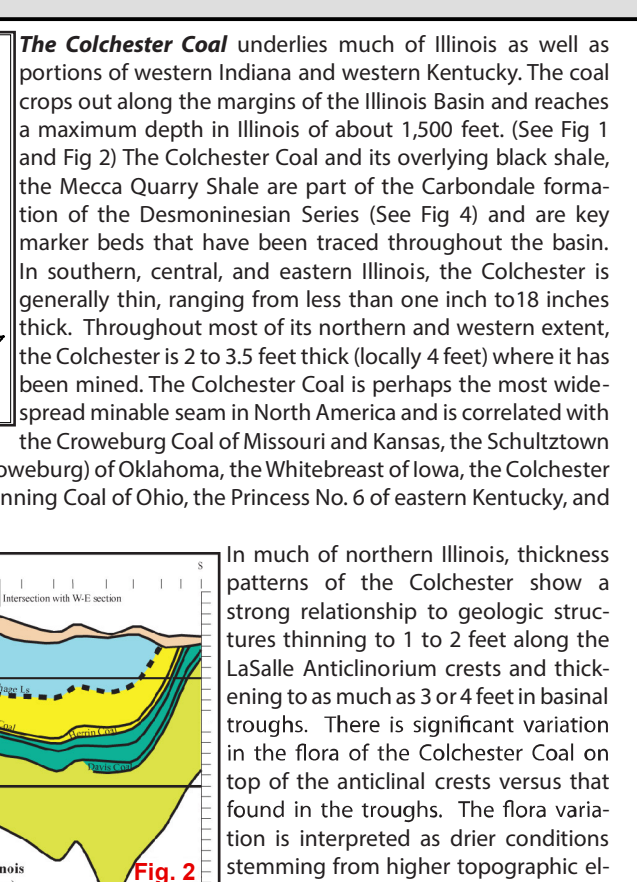 The Colchester Coal underlies much of Illinois as well as
portions of western Indiana and western Kentucky. The coal
crops out along the margins of the Illinois Basin and reaches
a maximum depth in Illinois of about 1,500 feet. (See Fig 1
and Fig 2) The Colchester Coal and its overlying black shale,
the Mecca Quarry Shale are part of the Carbondale forma-
tion of the Desmoninesian Series (See Fig 4) and are key
marker beds that have been traced throughout the basin.
In southern, central, and eastern Illinois, the Colchester is
generally thin, ranging from less than one inch to18 inches
thick. Throughout most of its northern and western extent,
the Colchester is 2 to 3.5 feet thick (locally 4 feet) where it has
been mined. The Colchester Coal is perhaps the most wide-
spread minable seam in North America and is correlated with
the Croweburg Coal of Missouri and Kansas, the Schultztown
oweburg) of Oklahoma, the Whitebreast of Iowa, the Colchester
nning Coal of Ohio, the Princess No. 6 of eastern Kentucky, and
S
Intersection with W-E section
Ls
Coal
Herrin Coal
Davis Coal
nois
Fig. 2
In much of northern Illinois, thickness
patterns of the Colchester show a
strong relationship to geologic struc-
tures thinning to 1 to 2 feet along the
LaSalle Anticlinorium crests and thick-
ening to as much as 3 or 4 feet in basinal
troughs. There is significant variation
in the flora of the Colchester Coal on
top of the anticlinal crests versus that
found in the troughs. The flora varia-
tion is interpreted as drier conditions
stemming from higher topographic el-